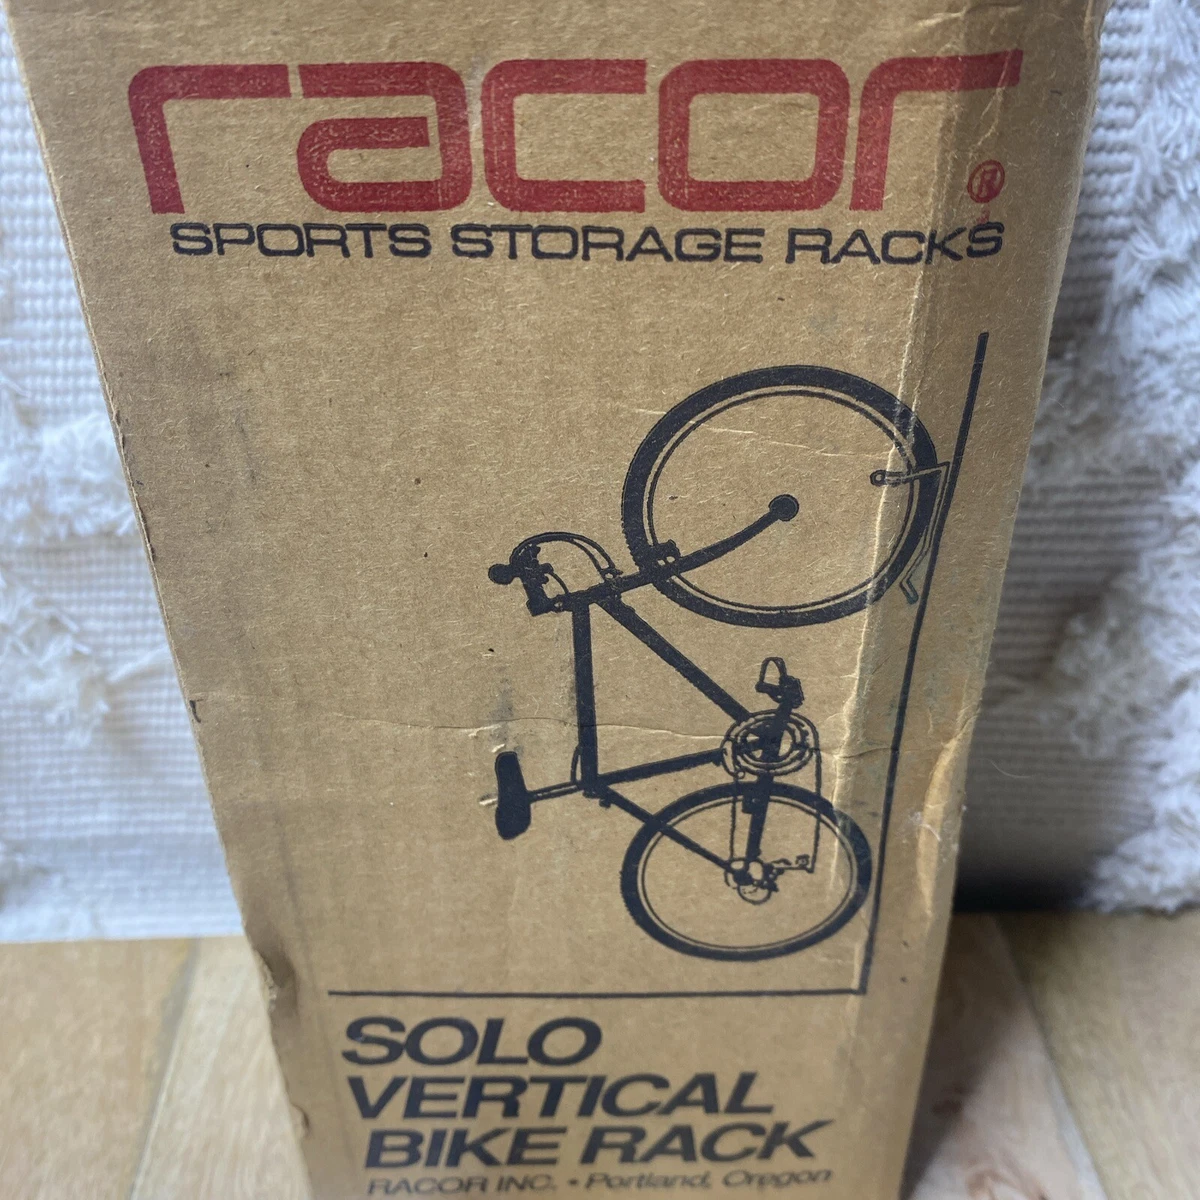 racor®
SPORTS STORAGE RACKS
SOLO
VERTICAL
BIKE RACK
RACOR INC. • Portland, Oregon